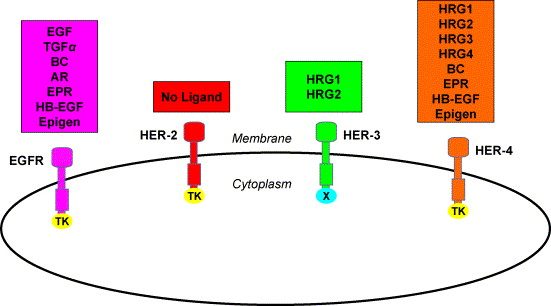 EGF
TGFα
BC
AR
EPR
HB-EGF
Epigen
No Ligand
HRG1
HRG2
HRG1
HRG2
HRG3
HRG4
BC
EPR
HB-EGF
Epigen
EGFR
HER-2
Membrane
HER-3
HER-4
Cytoplasm
TK
TK
X
TK